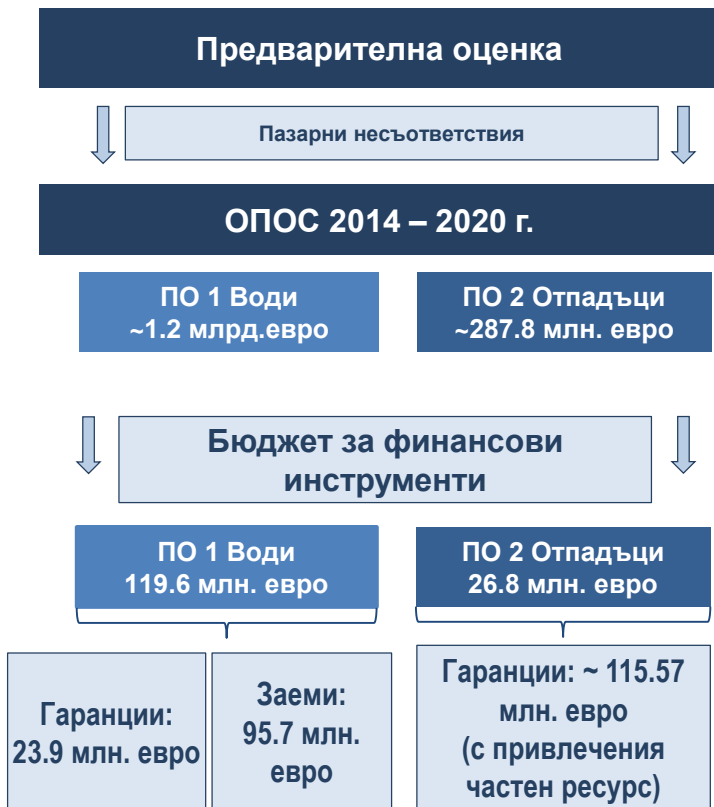 Предварителна оценка
Пазарни несъответствия
ОПОС 2014 – 2020 г.
ПО 1 Води
~1.2 млрд.евро
ПО 2 Отпадъци
~287.8 млн. евро
Бюджет за финансови
инструменти
ПО 1 Води
119.6 млн. евро
ПО 2 Отпадъци
26.8 млн. евро
Гаранции:
23.9 млн. евро
Заеми:
95.7 млн.
евро
Гаранции: ~ 115.57
млн. евро
(с привлечения
частен ресурс)